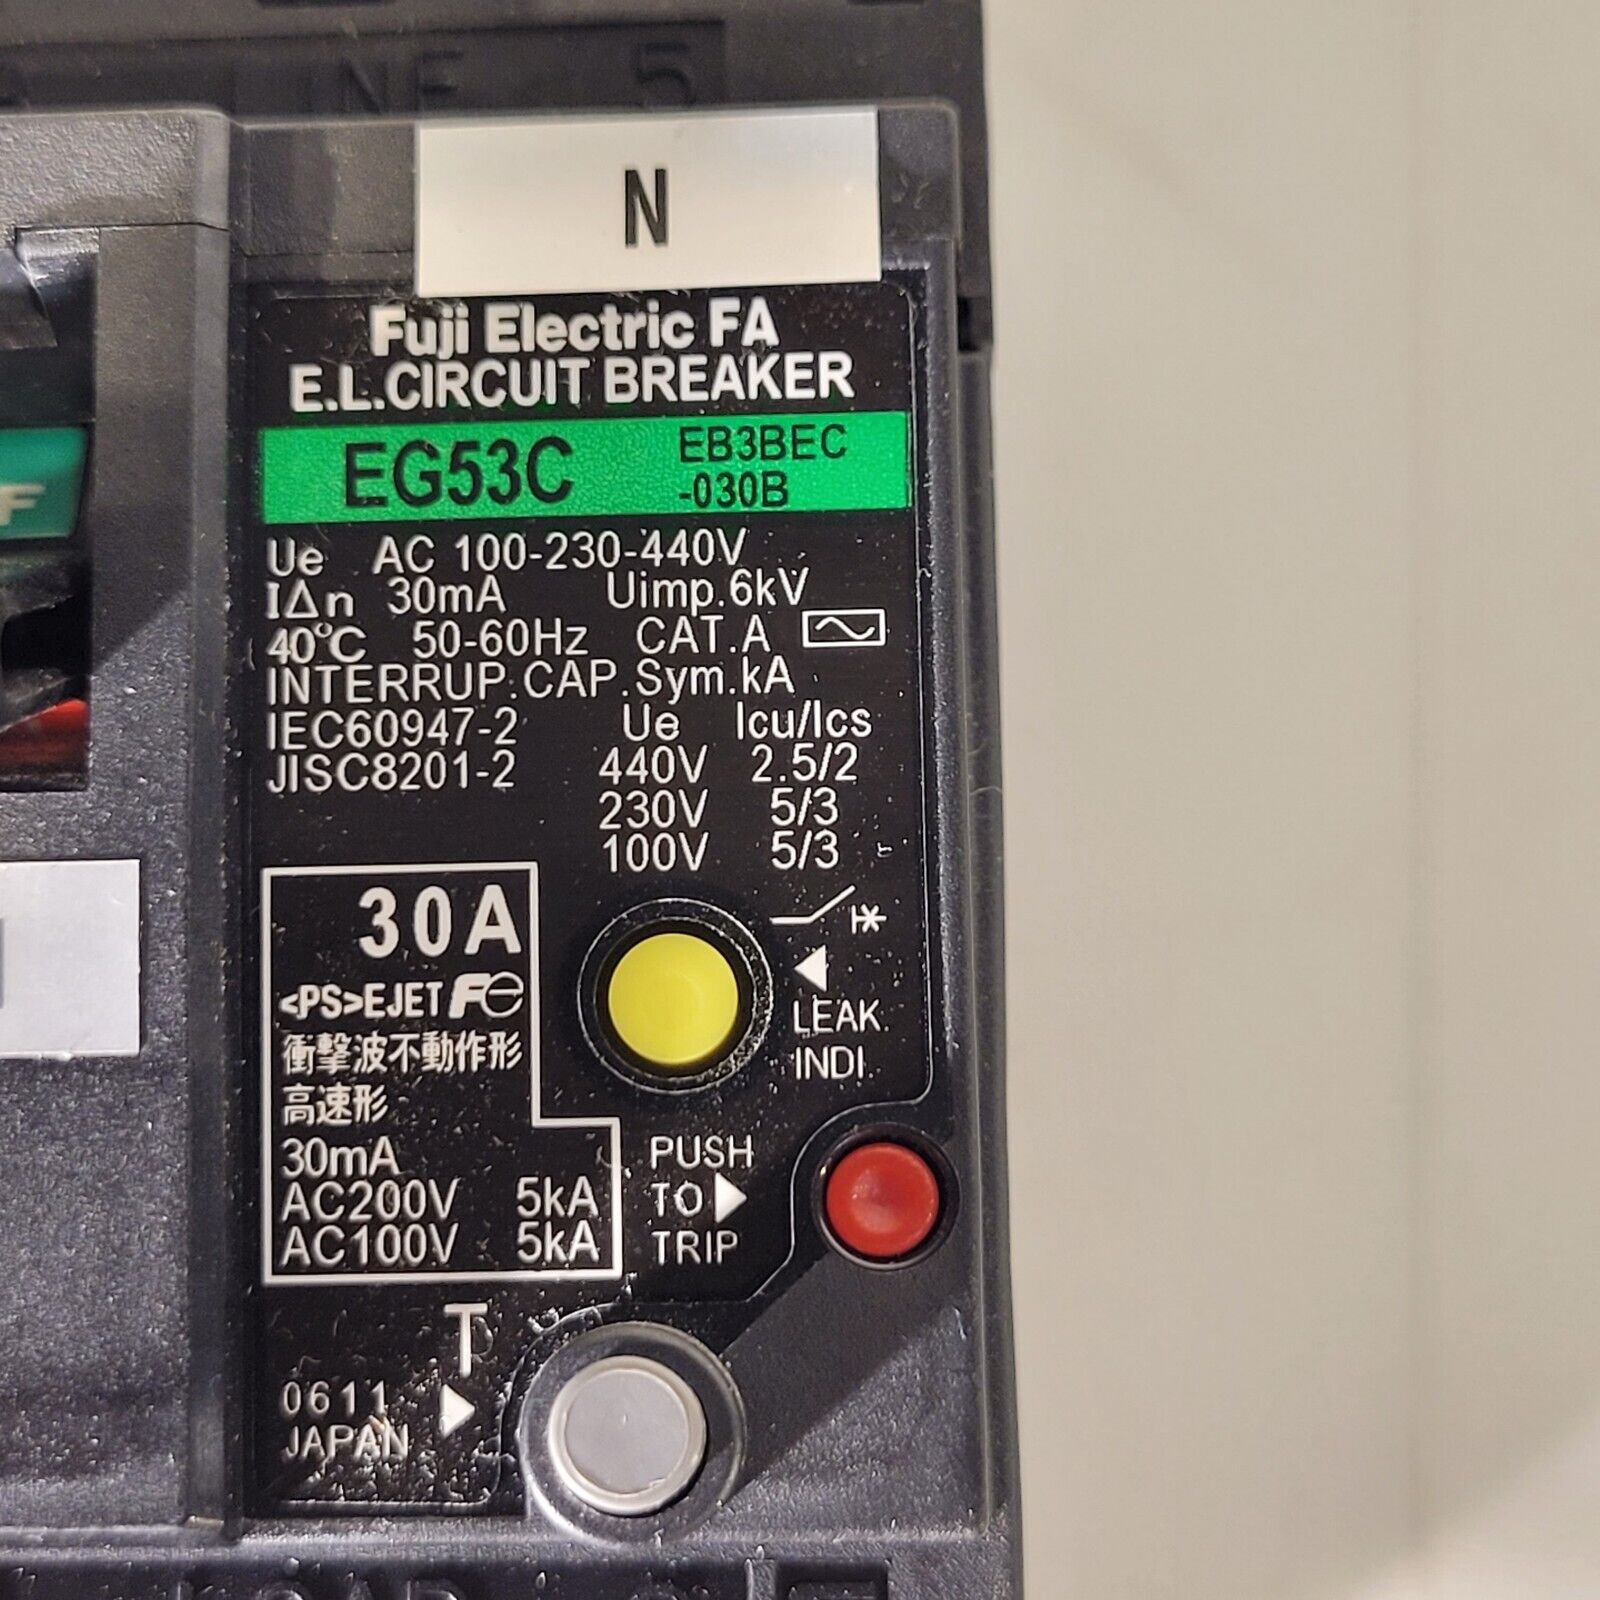 LINE 5
N
Fuji Electric FA
E.L.CIRCUIT BREAKER
EG53C EB3BEC
-030B
Ue AC 100-230-440V
IΔn 30mA Uimp.6kV
40°C 50-60Hz CAT.A
INTERRUP.CAP.Sym.kA
IEC60947-2 Ue Icu/Ics
JISC8201-2 440V 2.5/2
230V 5/3
100V 5/3
30A
<PS>EJET Fe
衝撃波不動作形
高速形
30mA
AC200V 5kA
AC100V 5kA
LEAK.
INDI.
PUSH
TO
TRIP
T
0611
JAPAN